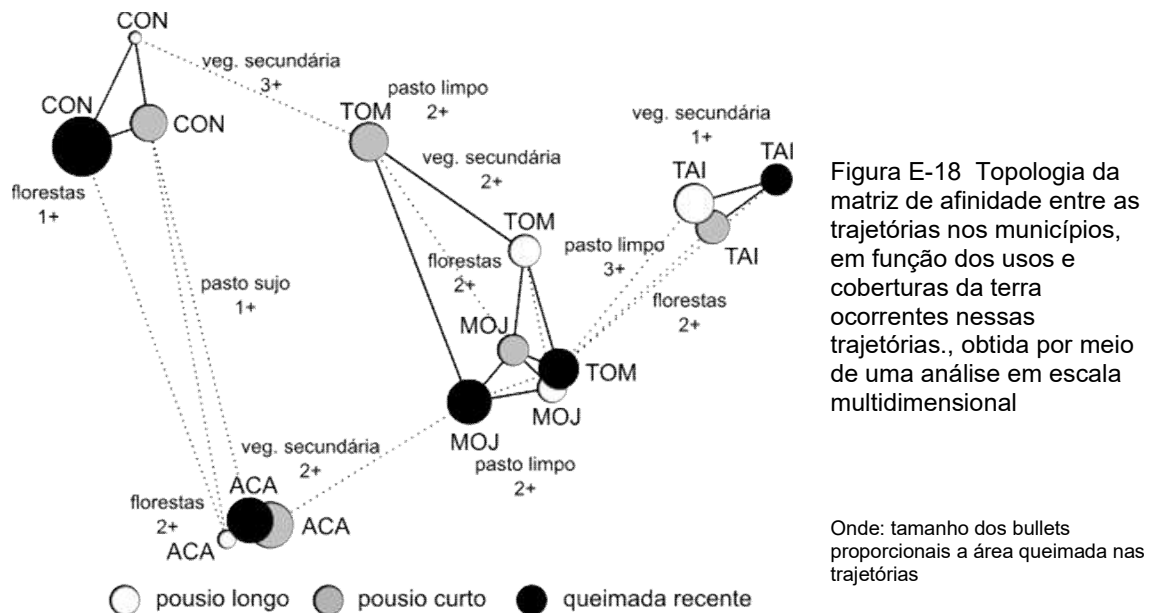 CON
veg. secundária
3+
pasto limpo
2+
CON
TOM
CON
veg. secundária
1+
TAI
veg. secundária
2+
TAI
florestas
1+
TOM
TAI
pasto limpo
3+
florestas
2+
pasto sujo
1+
florestas
2+
MOJ
TOM
MOJ
MOJ
veg. secundária
2+
pasto limpo
2+
ACA
florestas
2+
ACA
ACA
pousio longo pousio curto queimada recente
Figura E-18 Topologia da
matriz de afinidade entre as
trajetórias nos municípios,
em função dos usos e
coberturas da terra
ocorrentes nessas
trajetórias., obtida por meio
de uma análise em escala
multidimensional
Onde: tamanho dos bullets
proporcionais a área queimada nas
trajetórias